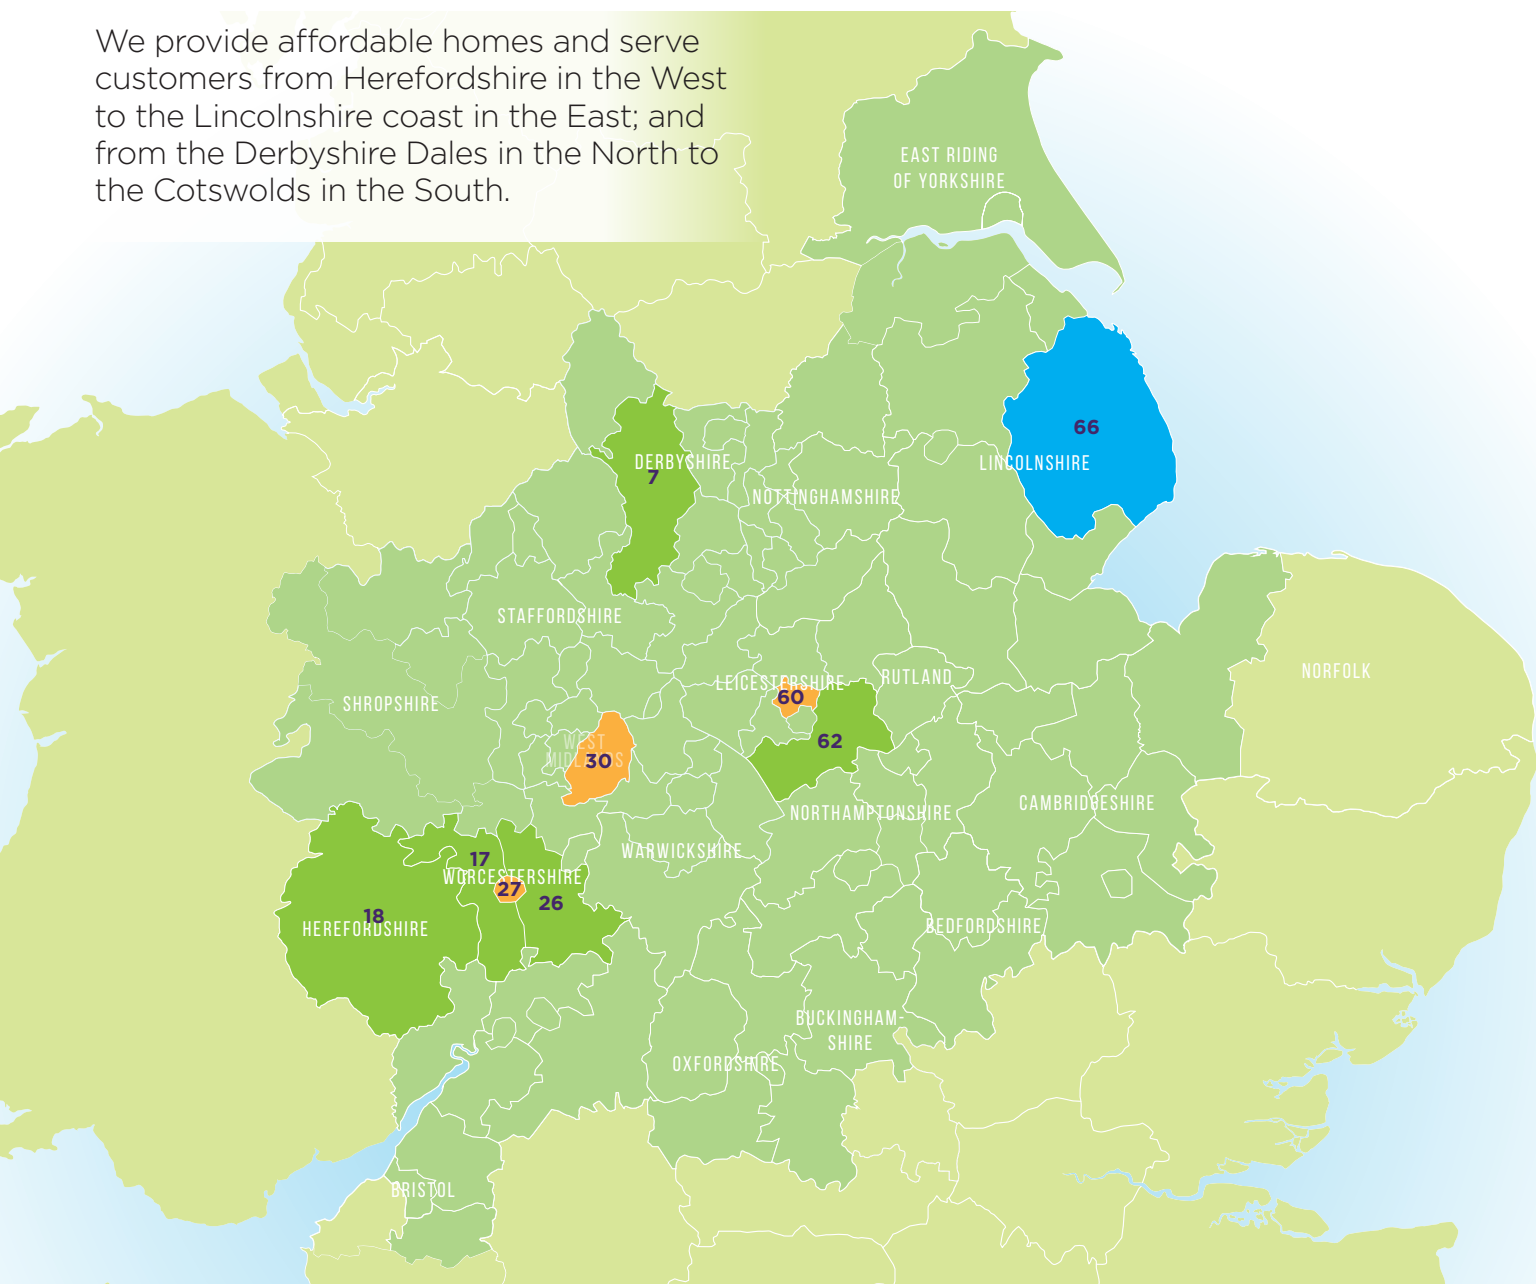 We provide affordable homes and serve
customers from Herefordshire in the West
to the Lincolnshire coast in the East; and
from the Derbyshire Dales in the North to
the Cotswolds in the South.
EAST RIDING
OF YORKSHIRE
66
LINCOLNSHIRE
DERBYSHIRE
7
NOTTINGHAMSHIRE
STAFFORDSHIRE
NORFOLK
LEICESTERSHIRE
RUTLAND
60
SHROPSHIRE
62
WEST
MIDLANDS
30
CAMBRIDGESHIRE
NORTHAMPTONSHIRE
WARWICKSHIRE
17
WORCESTERSHIRE
27
26
18
HEREFORDSHIRE
BEDFORDSHIRE
BUCKINGHAM-
SHIRE
OXFORDSHIRE
BRISTOL